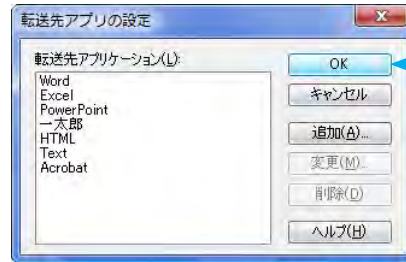 転送先アプリの設定
転送先アプリケーション(L):
Word
Excel
PowerPoint
一太郎
HTML
Text
Acrobat
OK
キャンセル
追加(A)...
変更(M)...
削除(D)
ヘルプ(H)